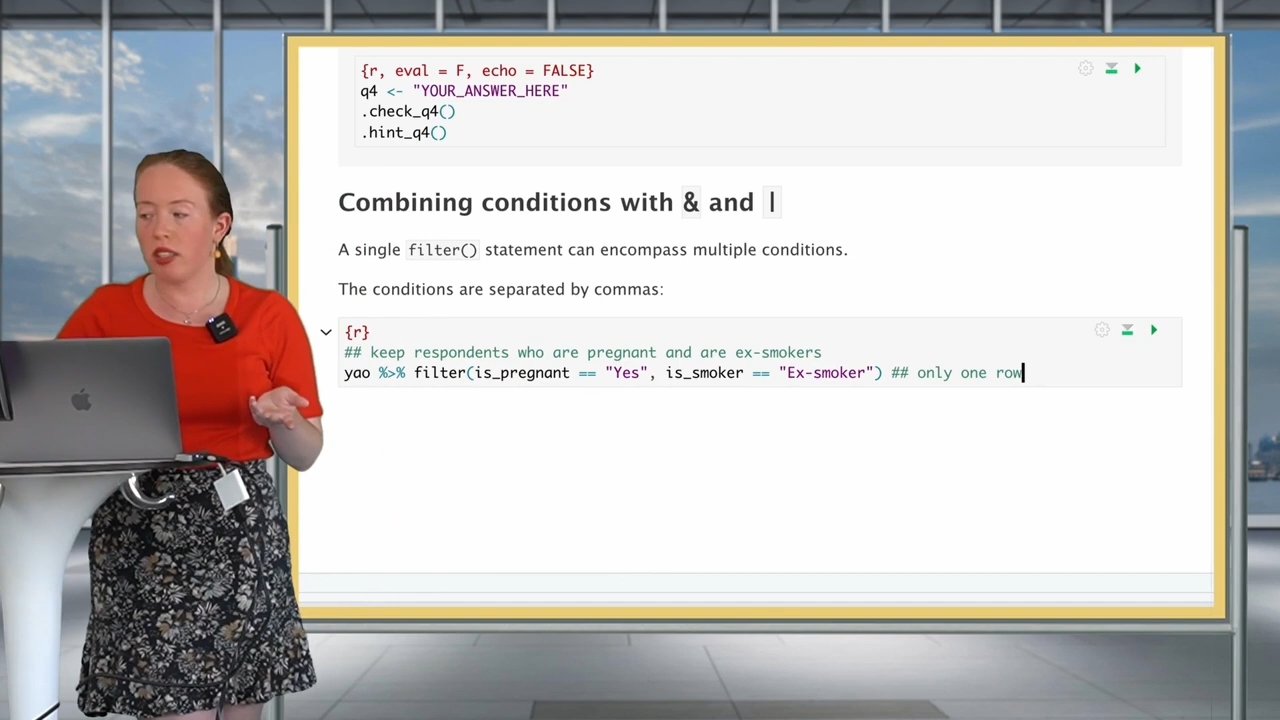 {r, eval = F, echo = FALSE}
q4 <- "YOUR_ANSWER_HERE"
.check_q4()
.hint_q4()
Combining conditions with & and |
A single filter() statement can encompass multiple conditions.
The conditions are separated by commas:
{r}
## keep respondents who are pregnant and are ex-smokers
yao %>% filter(is_pregnant == "Yes", is_smoker == "Ex-smoker") ## only one row